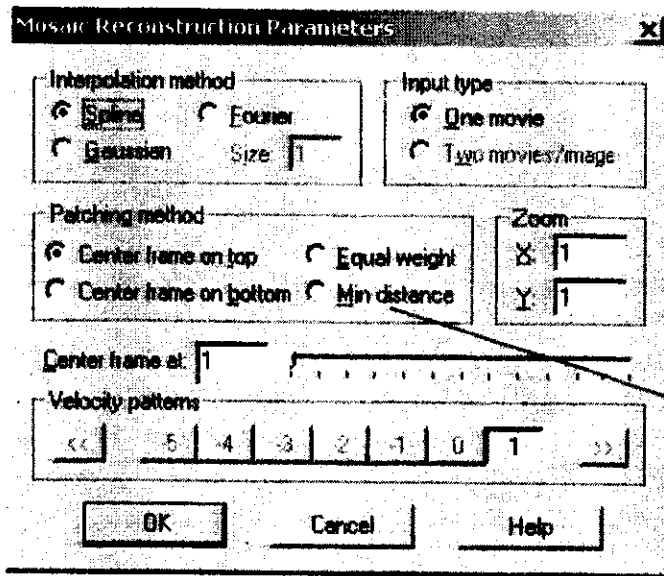 Mosaic Reconstruction Parameters
Interpolation method
Spline Fourier
Gaussian Size: 1
Input type
One movie
Two movies/image
Patching method
Center frame on top Equal weight
Center frame on bottom Min distance
Zoom
X: 1
Y: 1
Center frame at: 1
Velocity patterns
<< -5 -4 -3 -2 -1 0 1 >>
OK Cancel Help